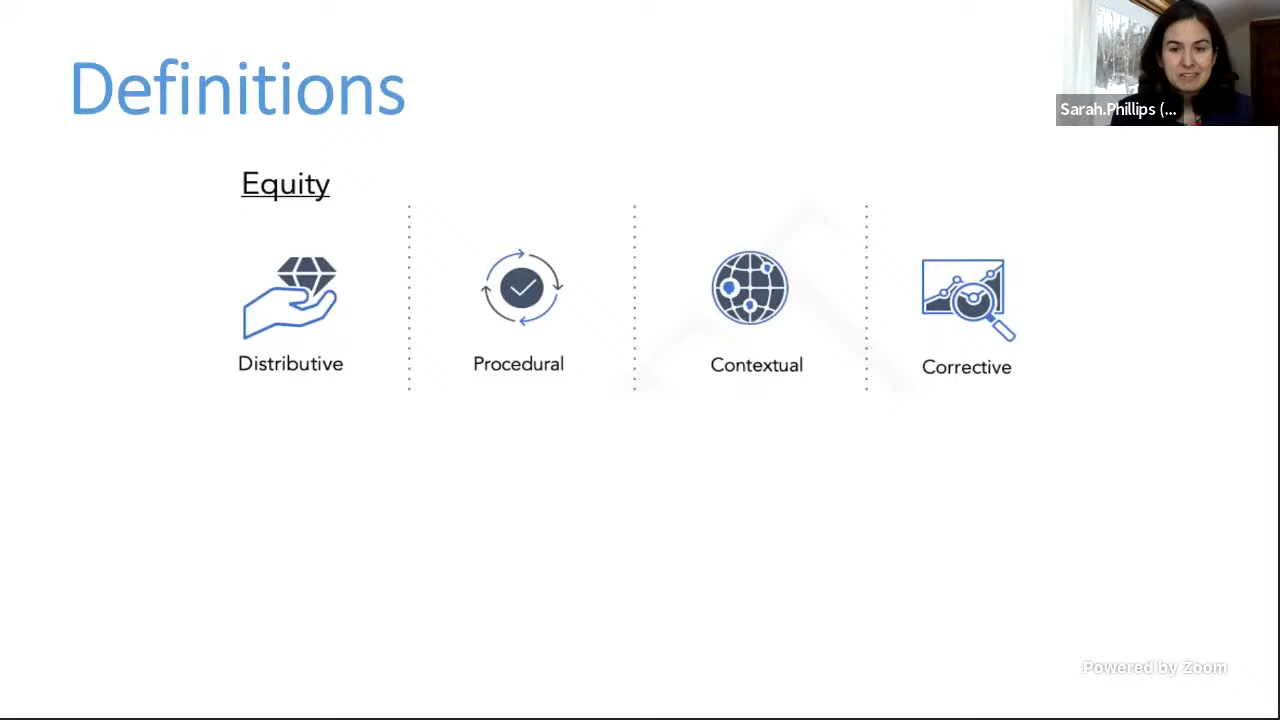 Definitions
Sarah.Phillips (...
Equity
Distributive
Procedural
Contextual
Corrective
Powered by Zoom